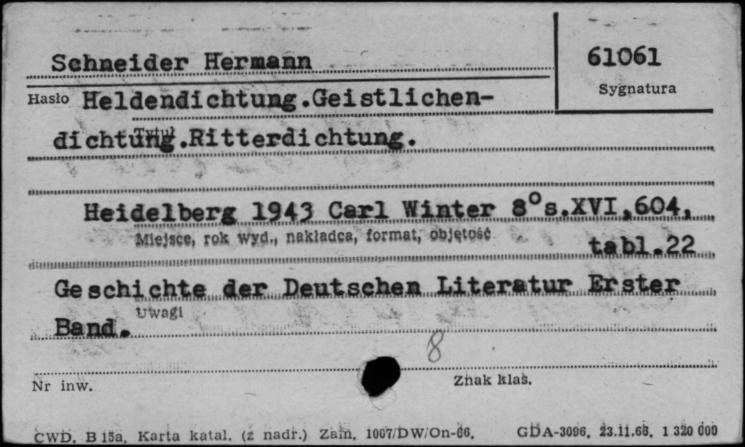 Schneider Hermann
61061
Sygnatura
Hasło Heldendichtung.Geistlichen-
dichtung.Ritterdichtung.
Tytuł
Heidelberg 1943 Carl Winter 8°s.XVI,604,
Miejsce, rok wyd., nakładca, format, objętość
tabl.22
Geschichte der Deutschen Literatur Erster
Uwagi
Band.
8
Nr inw.
Znak klas.
CWD. B 15a. Karta katal. (z nadr.) Zam. 1007/DW/On-66. GDA-3096, 23.11.66, 1 320 000